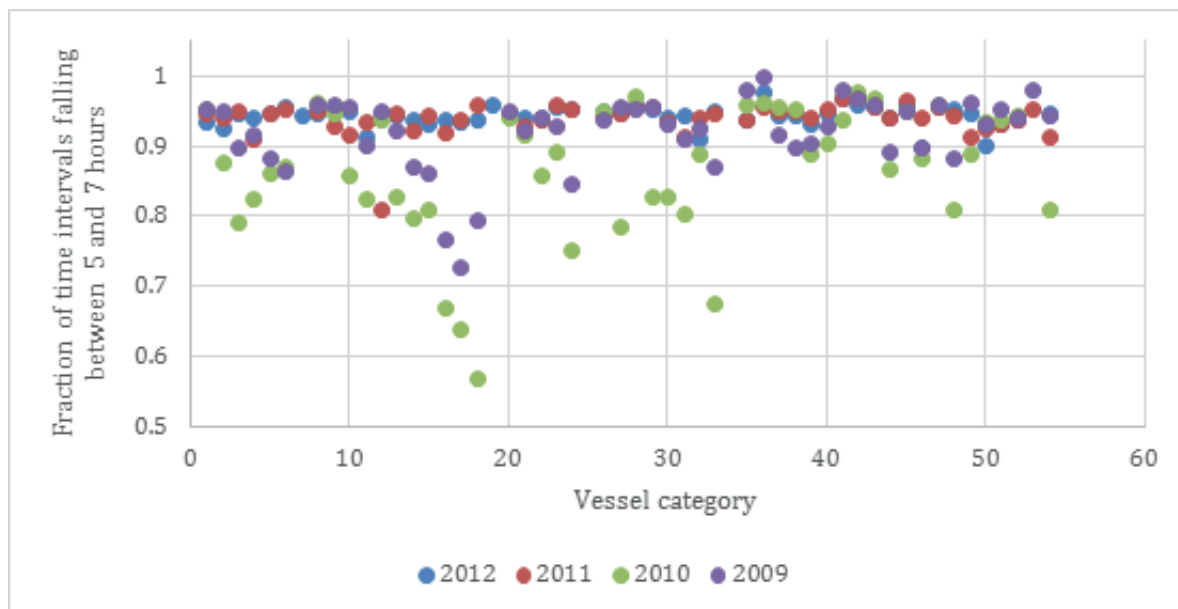 Fraction of time intervals falling
between 5 and 7 hours
1
0.9
0.8
0.7
0.6
0.5
0 10 20 30 40 50 60
Vessel category
2012 2011 2010 2009